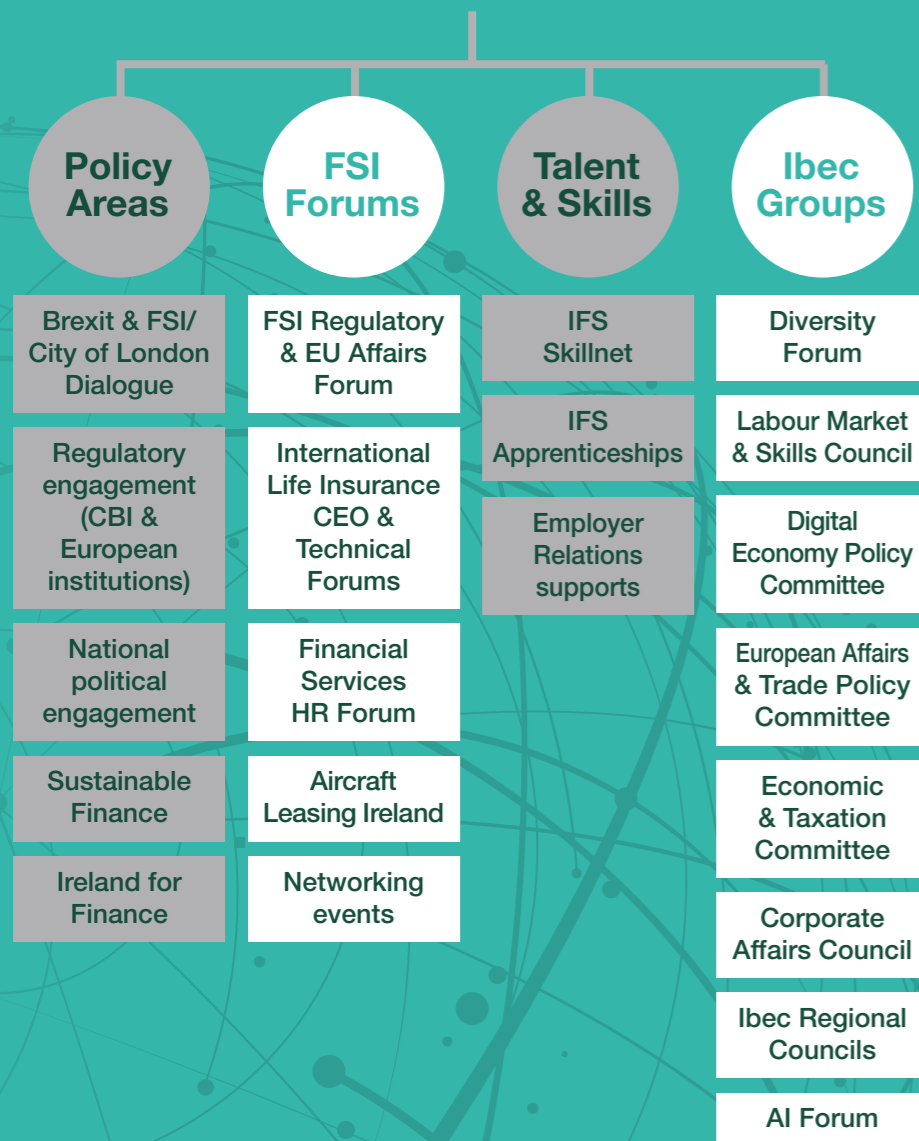 Policy
Areas
FSI
Forums
Talent
& Skills
Ibec
Groups
Brexit & FSI/
City of London
Dialogue
Regulatory
engagement
(CBI &
European
institutions)
National
political
engagement
Sustainable
Finance
Ireland for
Finance
FSI Regulatory
& EU Affairs
Forum
International
Life Insurance
CEO &
Technical
Forums
Financial
Services
HR Forum
Aircraft
Leasing Ireland
Networking
events
IFS
Skillnet
IFS
Apprenticeships
Employer
Relations
supports
Diversity
Forum
Labour Market
& Skills Council
Digital
Economy Policy
Committee
European Affairs
& Trade Policy
Committee
Economic
& Taxation
Committee
Corporate
Affairs Council
Ibec Regional
Councils
AI Forum